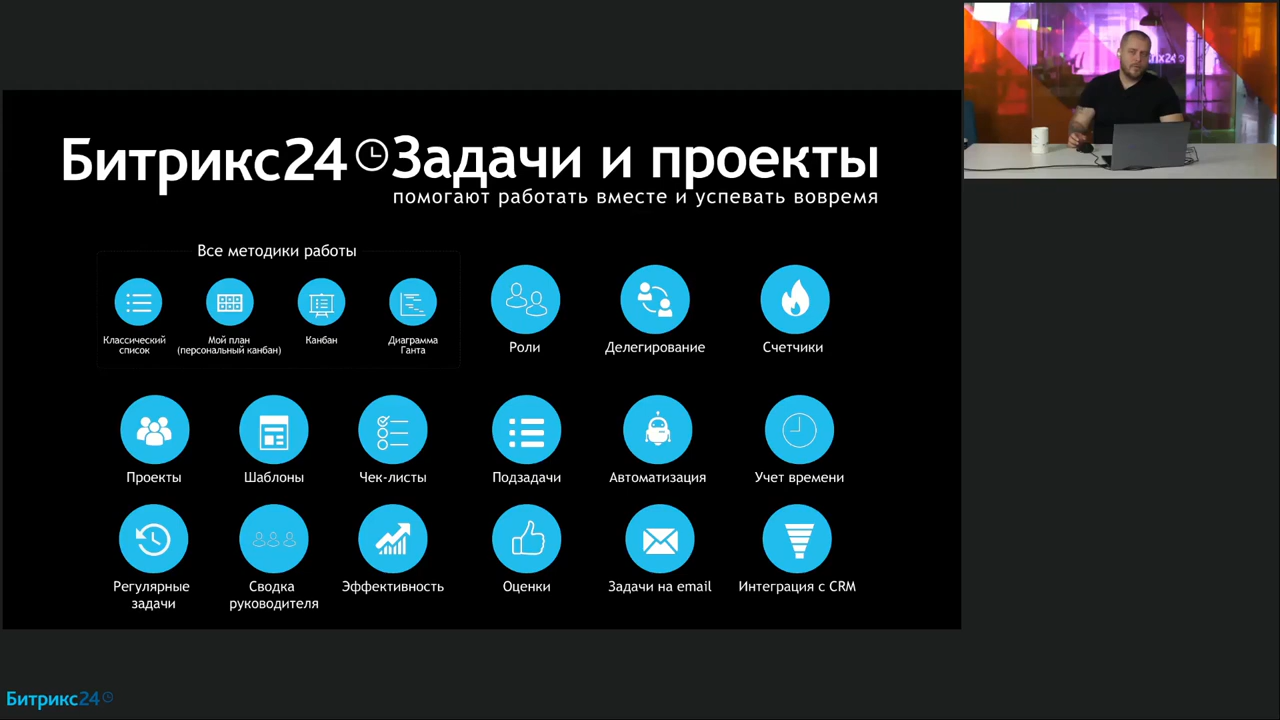 Битрикс24 Задачи и проекты
помогают работать вместе и успевать вовремя
Все методики работы
Классический
список
Мой план
(персональный канбан)
Канбан
Диаграмма
Ганта
Роли
Делегирование
Счетчики
Проекты
Шаблоны
Чек-листы
Подзадачи
Автоматизация
Учет времени
Регулярные
задачи
Сводка
руководителя
Эффективность
Оценки
Задачи на email
Интеграция с CRM
Битрикс24